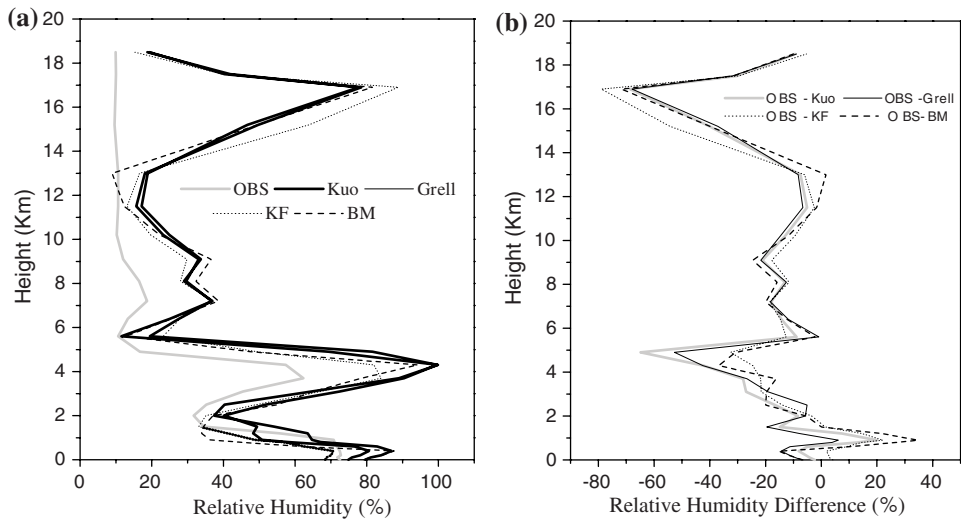 (a)
20
18
16
14
12
10
8
6
4
2
0
Height (Km)
OBS Kuo Grell
KF BM
0 20 40 60 80 100
Relative Humidity (%)
(b)
20
18
16
14
12
10
8
6
4
2
0
Height (Km)
OBS -Kuo OBS -Grell
OBS - KF OBS- BM
-80 -60 -40 -20 0 20 40
Relative Humidity Difference (%)